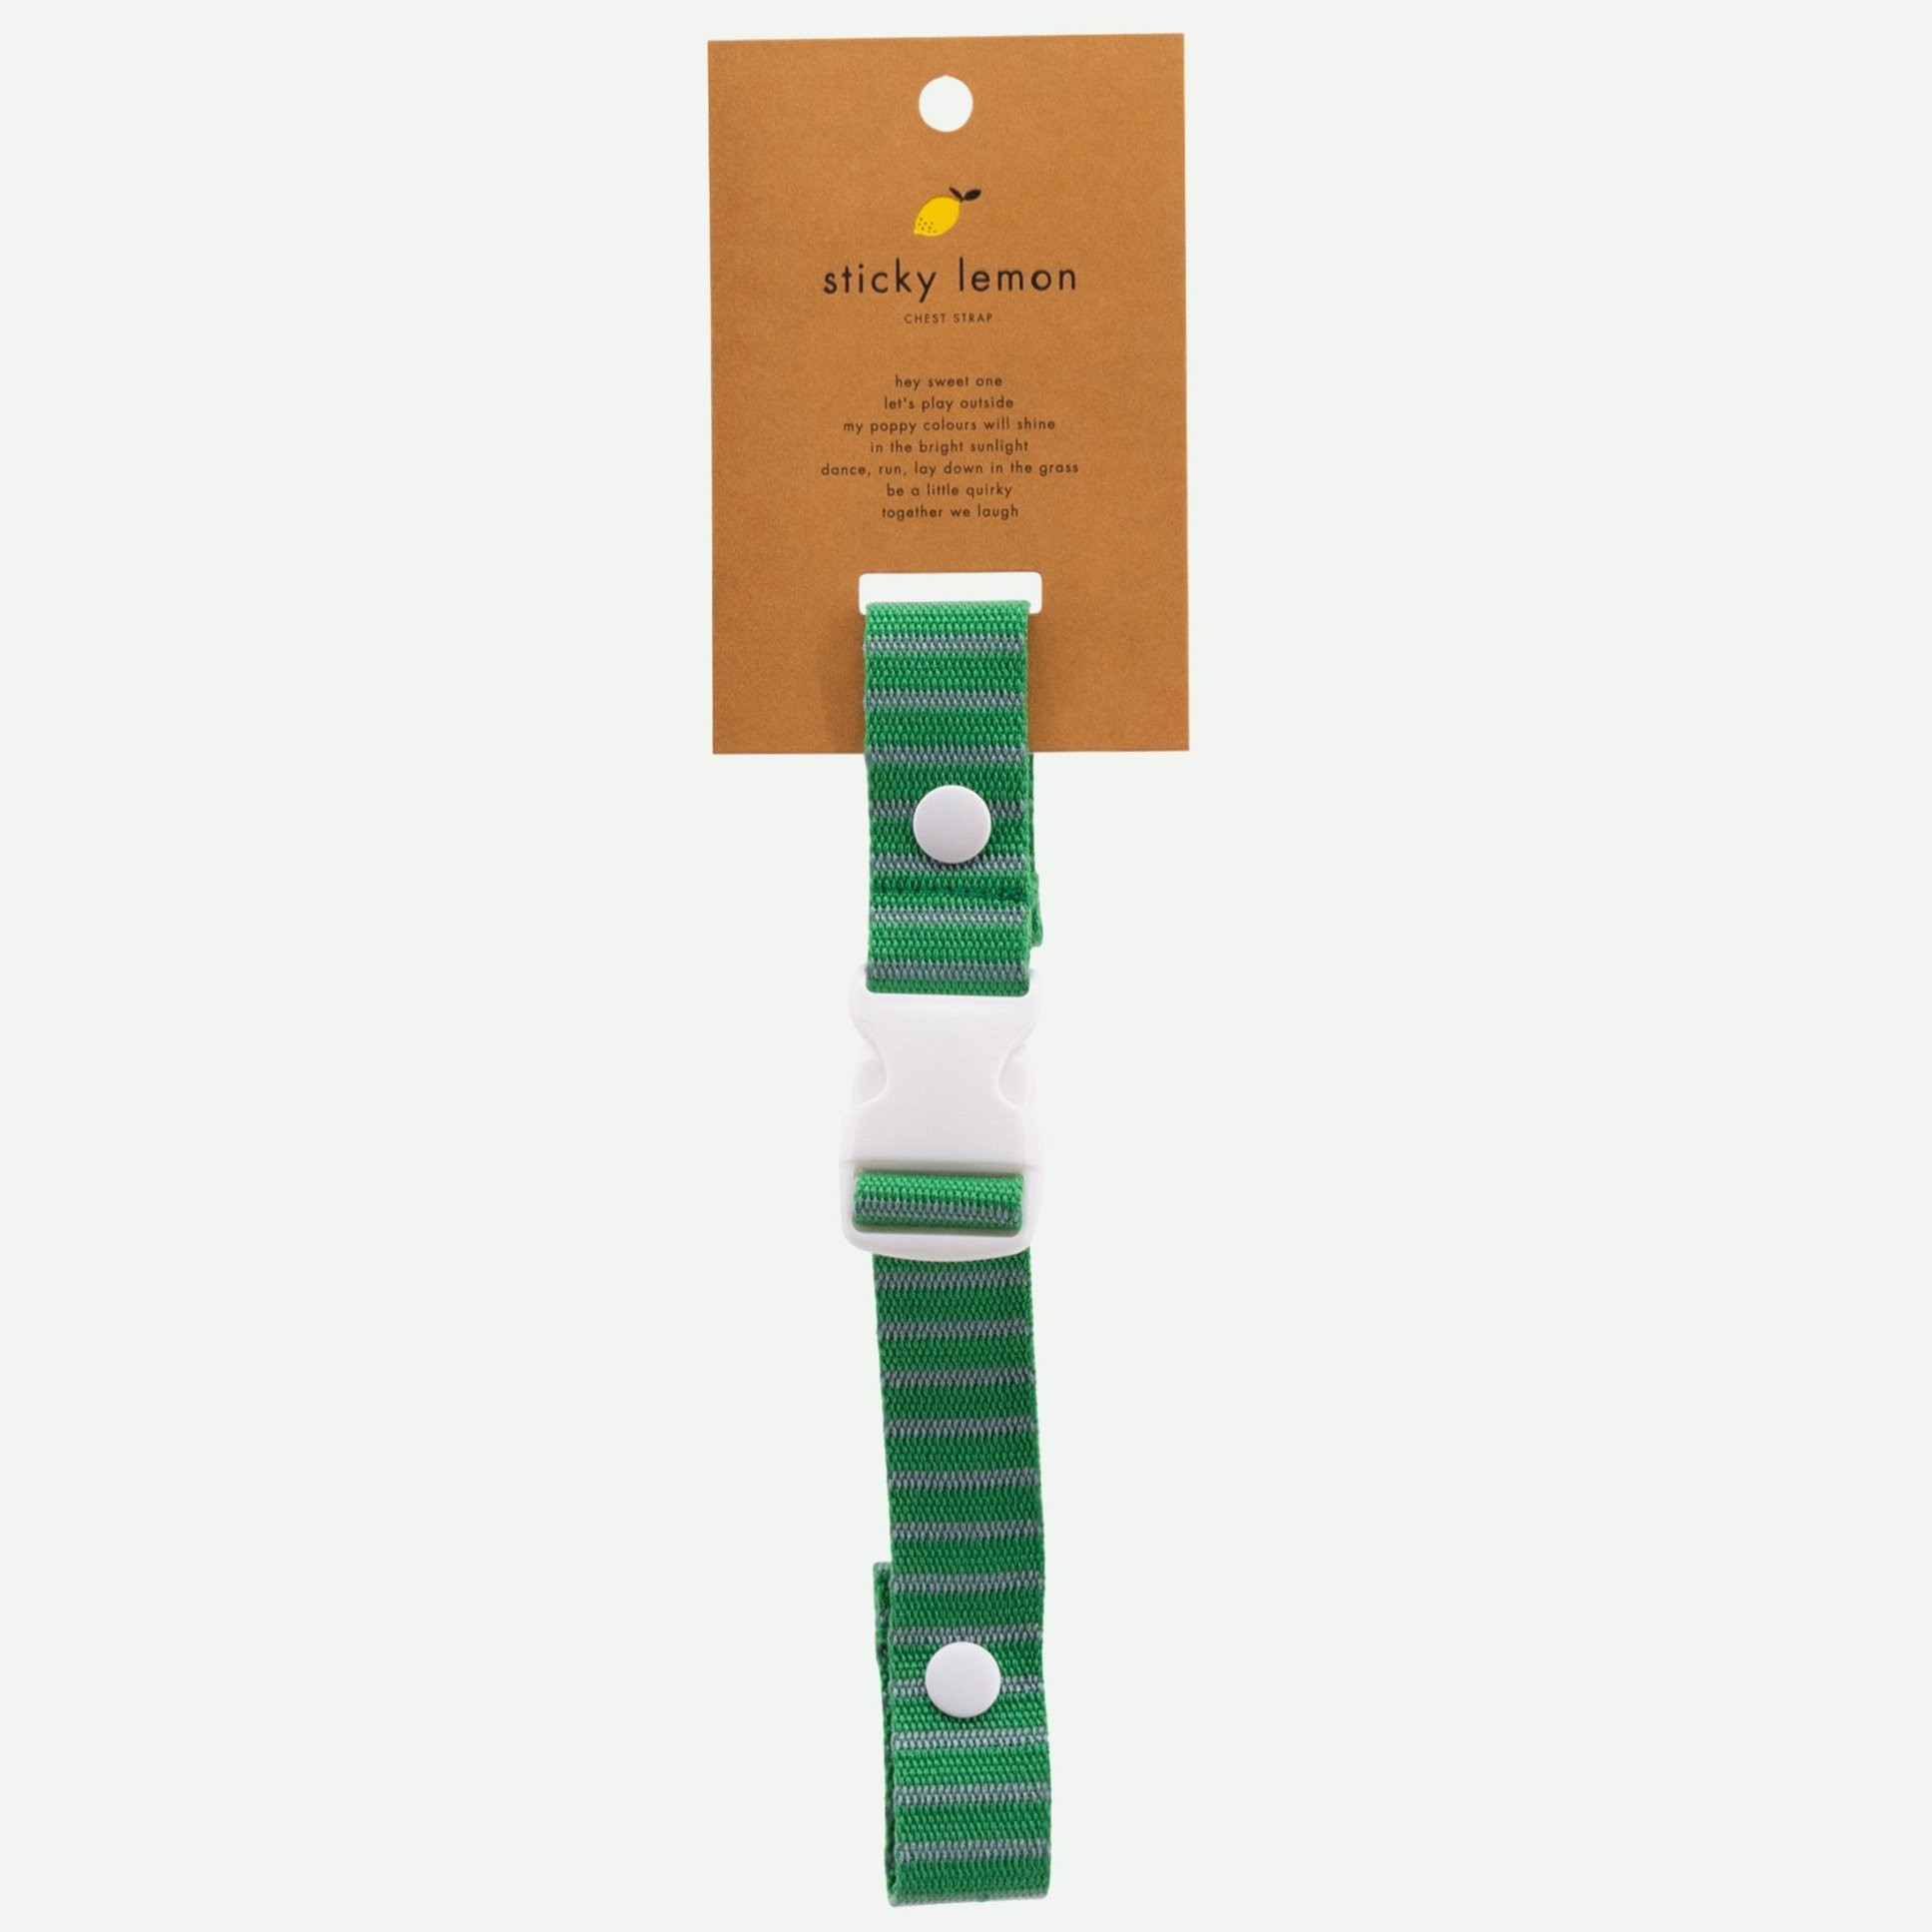 sticky lemon
CHEST STRAP
hey sweet one
let's play outside
my poppy colours will shine
in the bright sunlight
dance, run, lay down in the grass
be a little quirky
together we laugh